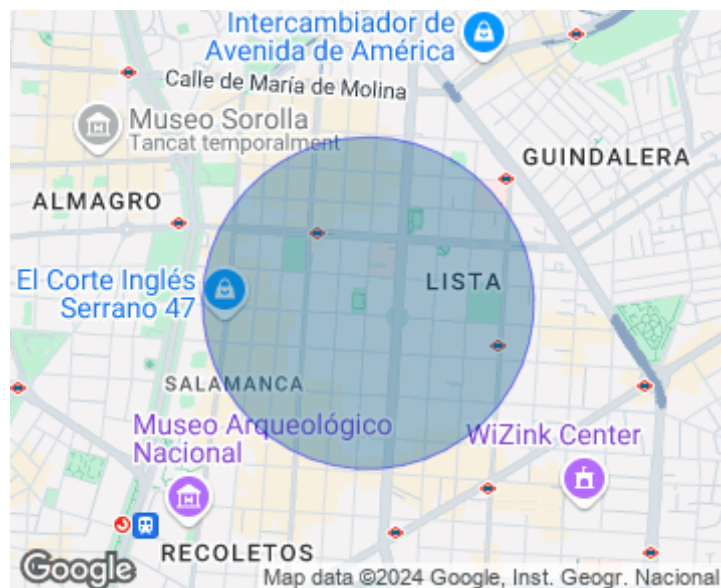 Intercambiador de
Avenida de América
Calle de María de Molina
Museo Sorolla
Tancat temporalment
GUINDALERA
ALMAGRO
El Corte Inglés
Serrano 47
LISTA
SALAMANCA
Museo Arqueológico
Nacional
WiZink Center
RECOLETOS
Google
Map data ©2024 Google, Inst. Geogr. Nacional